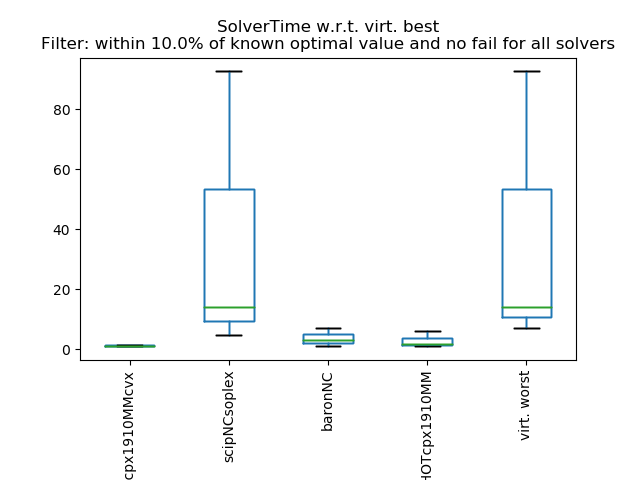 SolverTime w.r.t. virt. best
Filter: within 10.0% of known optimal value and no fail for all solvers
80
60
40
20
0
cpx1910MMcvx
scipNCsoplex
baronNC
HOTcpx1910MM
virt. worst